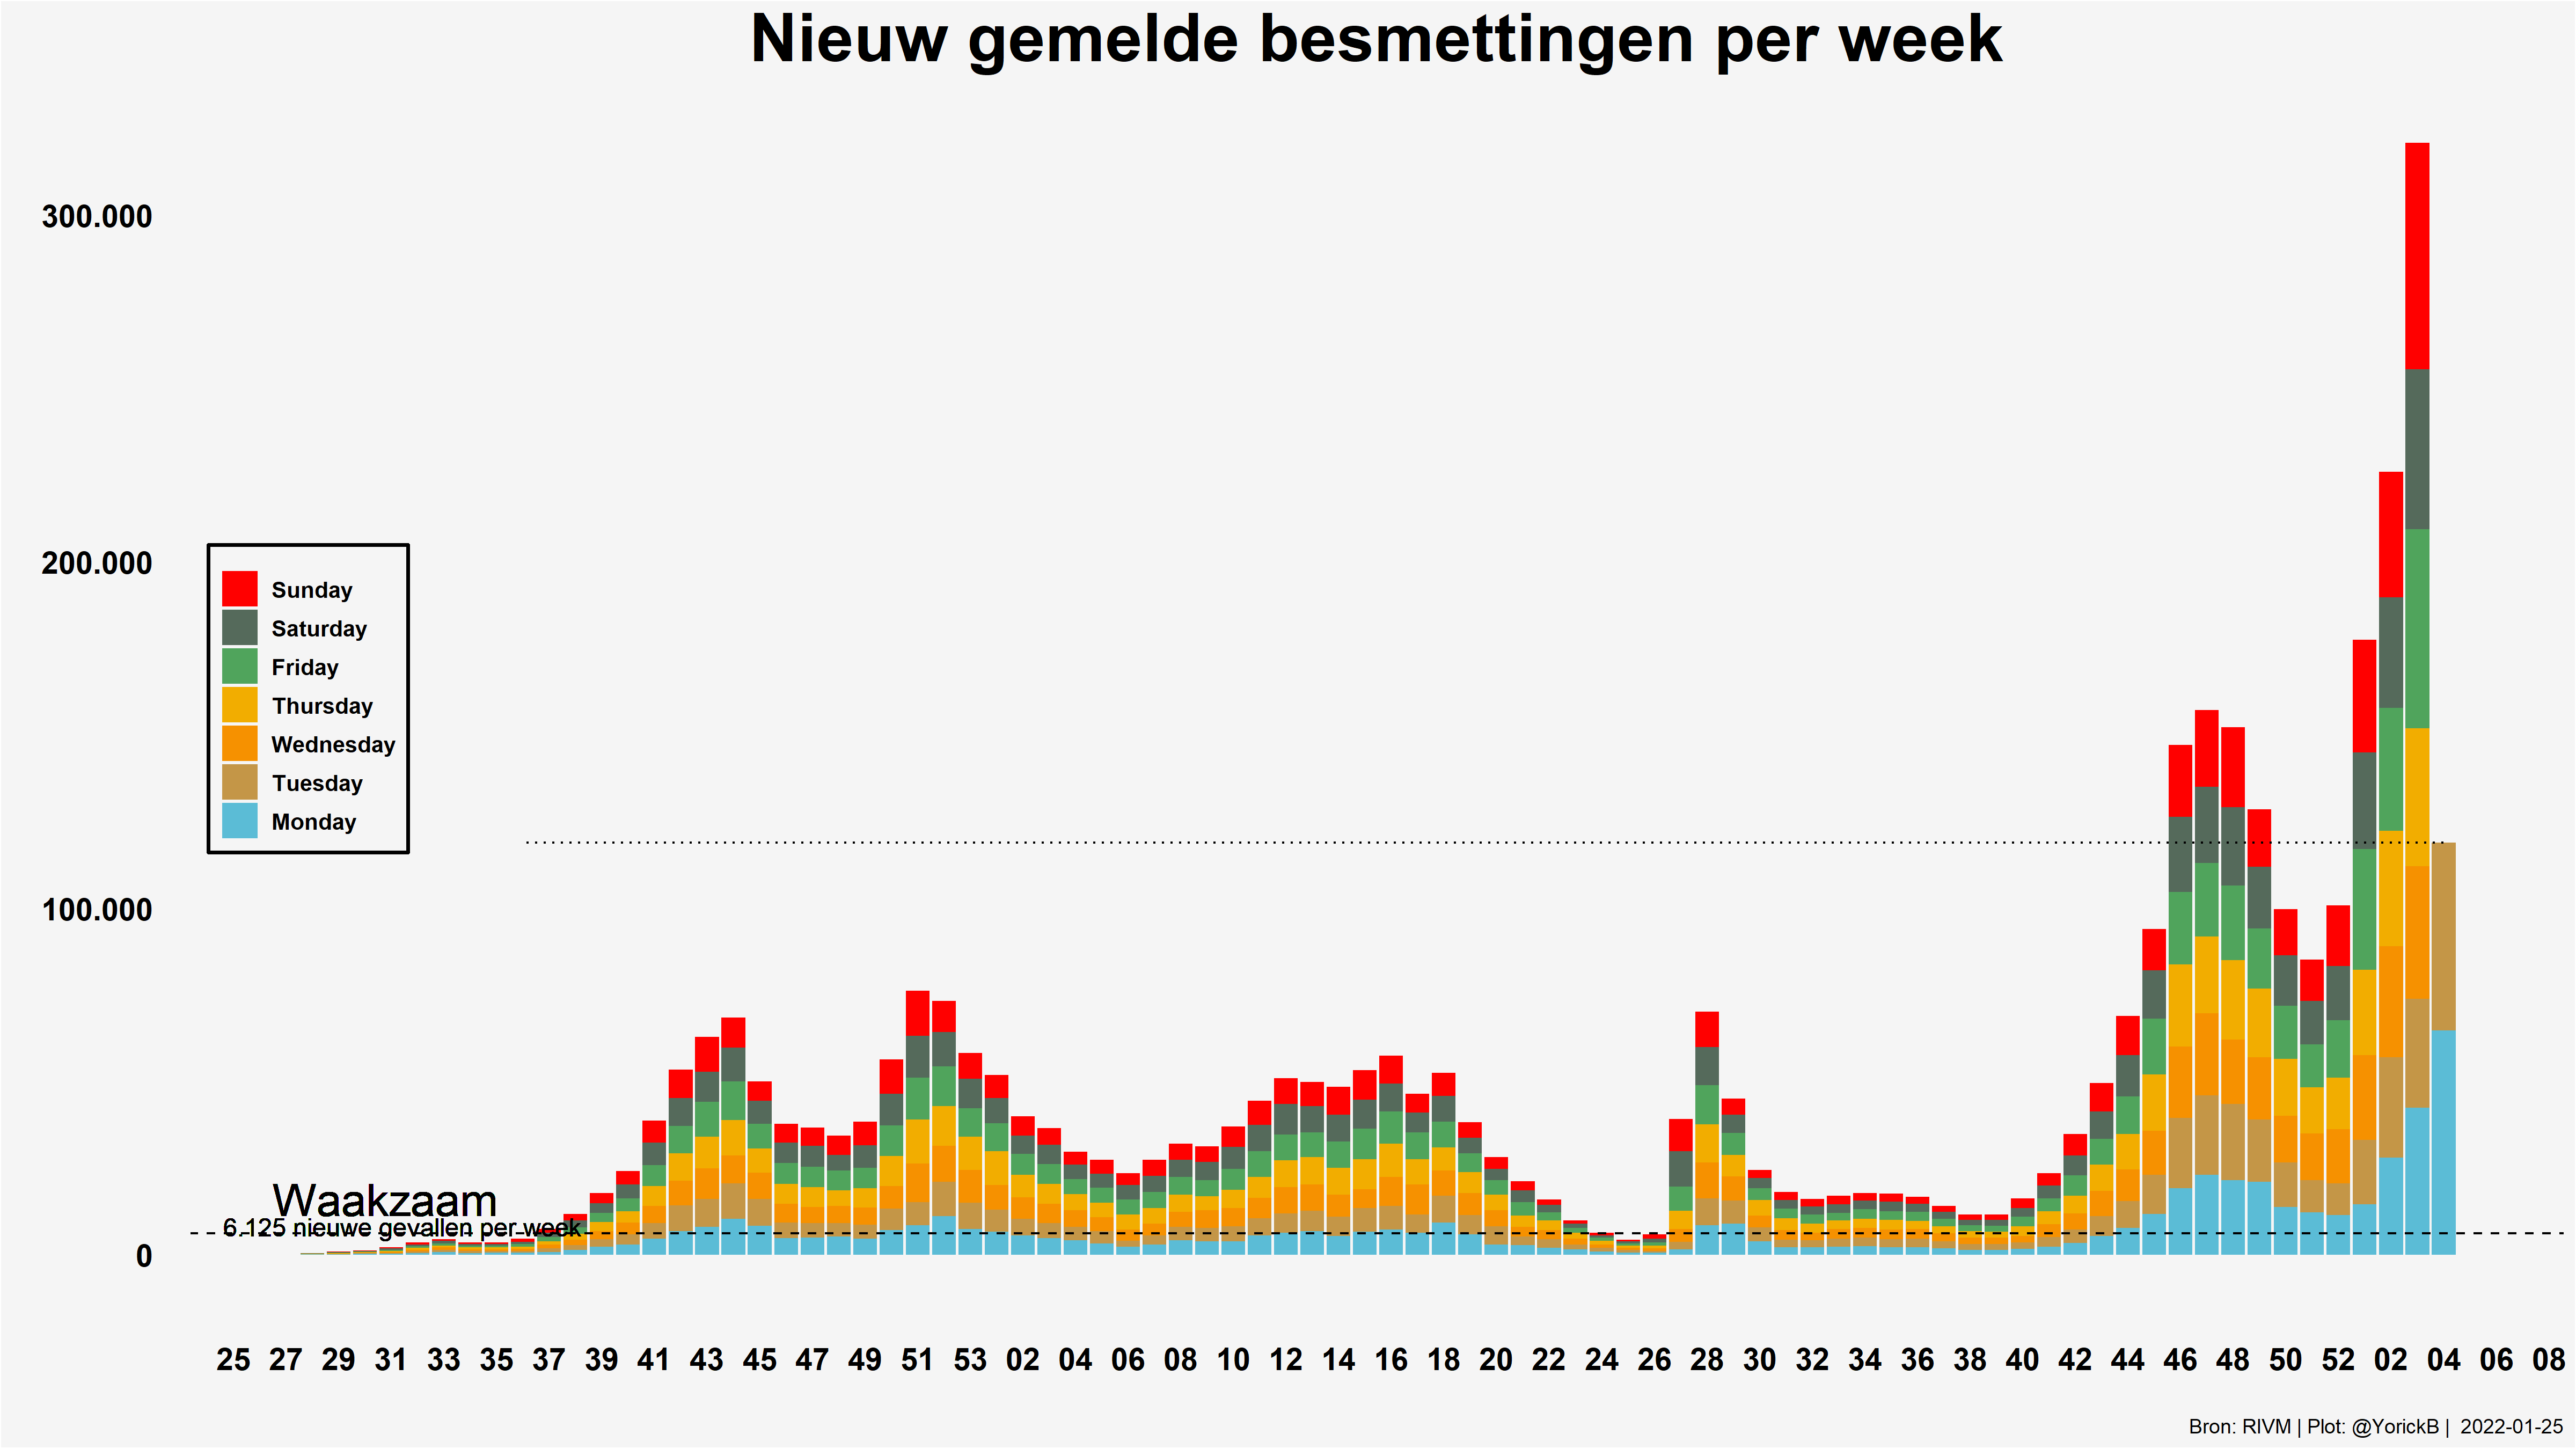 Nieuw gemelde besmettingen per week
300.000
200.000
100.000
0
Sunday
Saturday
Friday
Thursday
Wednesday
Tuesday
Monday
Waakzaam
6.125 nieuwe gevallen per week
25 27 29 31 33 35 37 39 41 43 45 47 49 51 53 02 04 06 08 10 12 14 16 18 20 22 24 26 28 30 32 34 36 38 40 42 44 46 48 50 52 02 04 06 08
Bron: RIVM | Plot: @YorickB | 2022-01-25